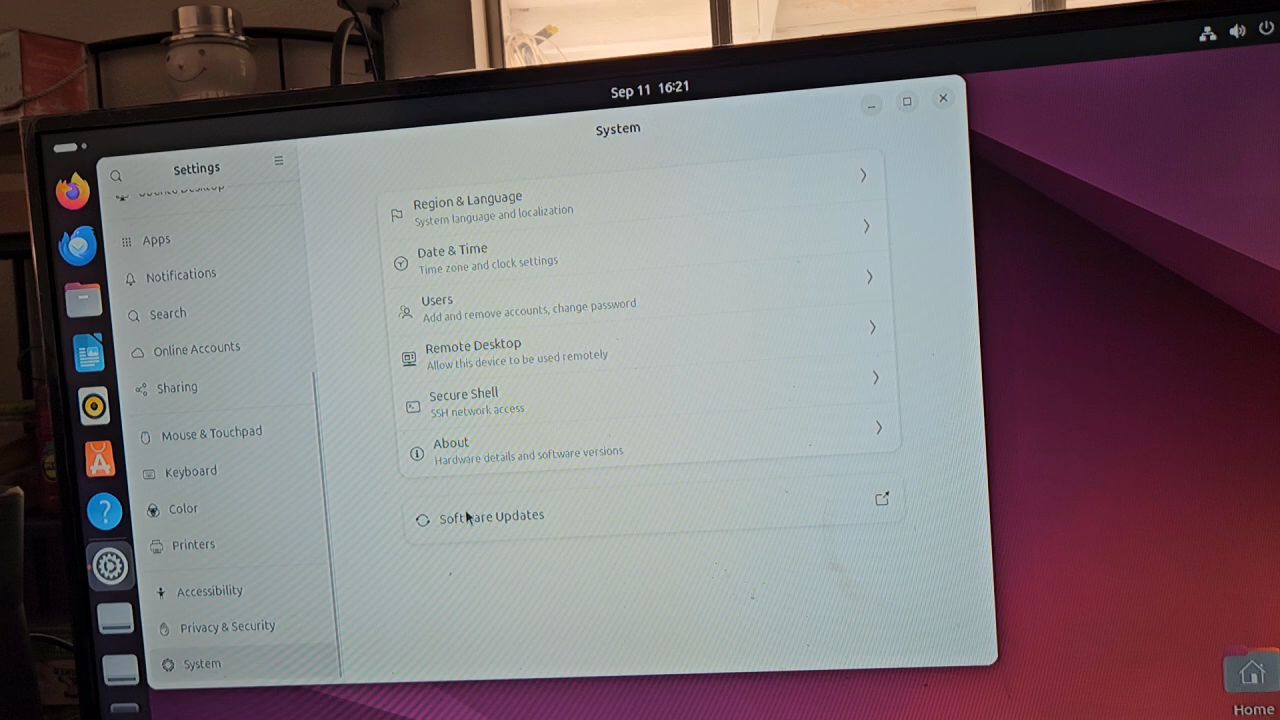 Sep 11 16:21
Settings
System
Apps
Notifications
Search
Online Accounts
Sharing
Mouse & Touchpad
Keyboard
Color
Printers
Accessibility
Privacy & Security
System
Region & Language
System language and localization
Date & Time
Time zone and clock settings
Users
Add and remove accounts, change password
Remote Desktop
Allow this device to be used remotely
Secure Shell
SSH network access
About
Hardware details and software versions
Software Updates
Home